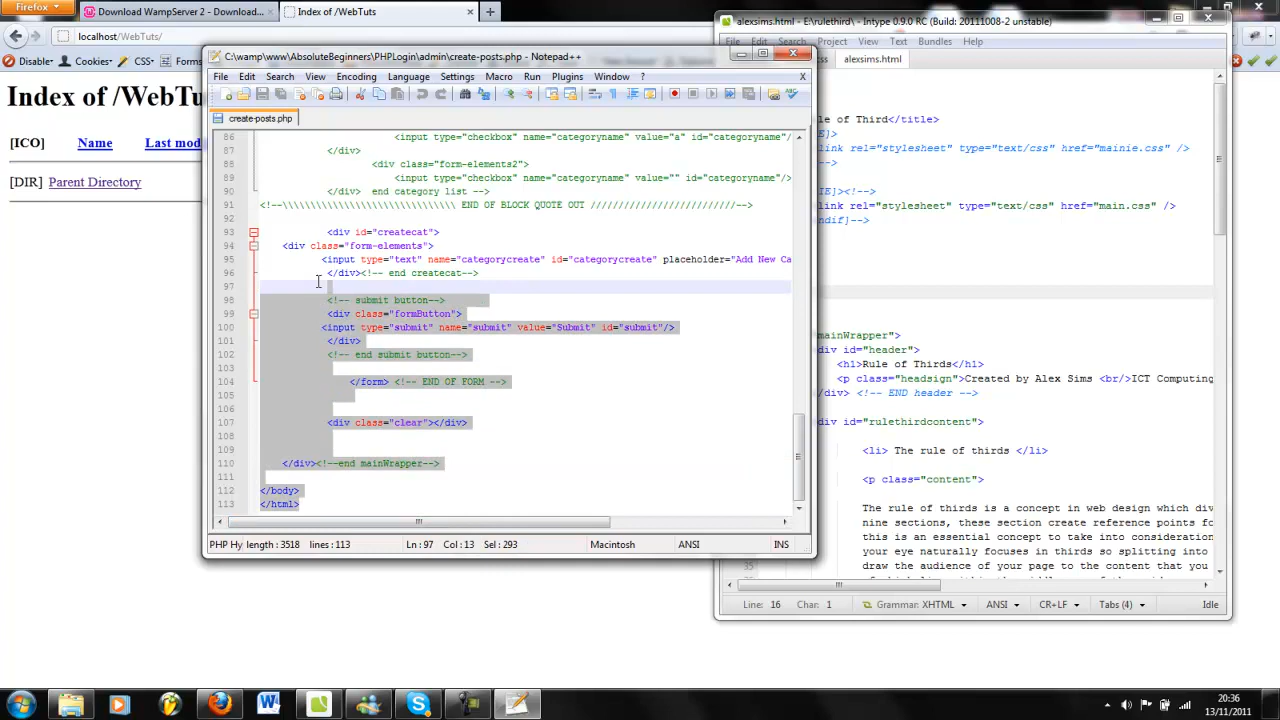 Firefox
Download WampServer 2 - Download...
Index of /WebTuts
localhost/WebTuts/
Disable
Cookies
CSS
Forms
Index of /WebTu
[ICO] Name Last mod
[DIR] Parent Directory
C:\wamp\www\AbsoluteBeginners\PHPLogin\admin\create-posts.php - Notepad++
File Edit Search View Encoding Language Settings Macro Run Plugins Window ? X
create-posts.php
86 <input type="checkbox" name="categoryname" value="a" id="categoryname"/
87 </div>
88 <div class="form-elements2">
89 <input type="checkbox" name="categoryname" value="" id="categoryname"/>
90 </div> end category list -->
91 <!--\\\\\\\\\\\\\\\\\\\\\\\\\\\\\\\ END OF BLOCK QUOTE OUT //////////////////////////-->
92
93 <div id="createcat">
94 <div class="form-elements">
95 <input type="text" name="categorycreate" id="categorycreate" placeholder="Add New Ca
96 </div><!-- end createcat-->
97
98 <!-- submit button-->
99 <div class="formButton">
100 <input type="submit" name="submit" value="Submit" id="submit"/>
101 </div>
102 <!-- end submit button-->
103
104 </form> <!-- END OF FORM -->
105
106
107 <div class="clear"></div>
108
109
110 </div><!--end mainWrapper-->
111
112 </body>
113 </html>
PHP Hy length : 3518 lines : 113 Ln : 97 Col : 13 Sel : 293 Macintosh ANSI INS
alexsims.html - E:\rulethird\ - Intype 0.9.0 RC (Build: 20111008-2 unstable)
File Edit Search Project View Text Bundles Help
ss alexsims.html
le of Third</title>
E]>
link rel="stylesheet" type="text/css" href="mainie.css" />
-->
IE]><!-->
link rel="stylesheet" type="text/css" href="main.css" />
ndif]-->
mainWrapper">
div id="header">
<h1>Rule of Thirds</h1>
<p class="headsign">Created by Alex Sims <br/>ICT Computing
/div> <!-- END header -->
div id="rulethirdcontent">
<li> The rule of thirds </li>
<p class="content">
The rule of thirds is a concept in web design which div
nine sections, these section create reference points fo
this is an essential concept to take into consideration
your eye naturally focuses in thirds so splitting into
35 draw the audience of your page to the content that you
Line: 16 Char: 1 Grammar: XHTML ANSI CR+LF Tabs (4) Idle
20:36
13/11/2011